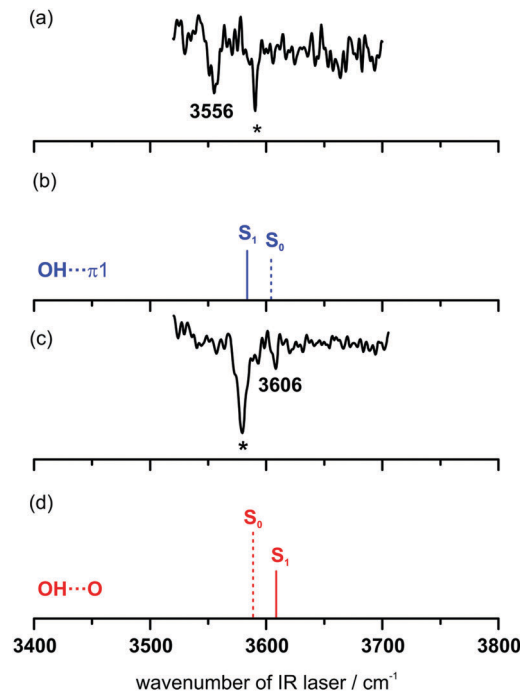 (a)
3556
*
(b)
S₁ S₀
OH···π1
(c)
3606
*
(d)
S₀
S₁
OH···O
3400 3500 3600 3700 3800
wavenumber of IR laser / cm⁻¹